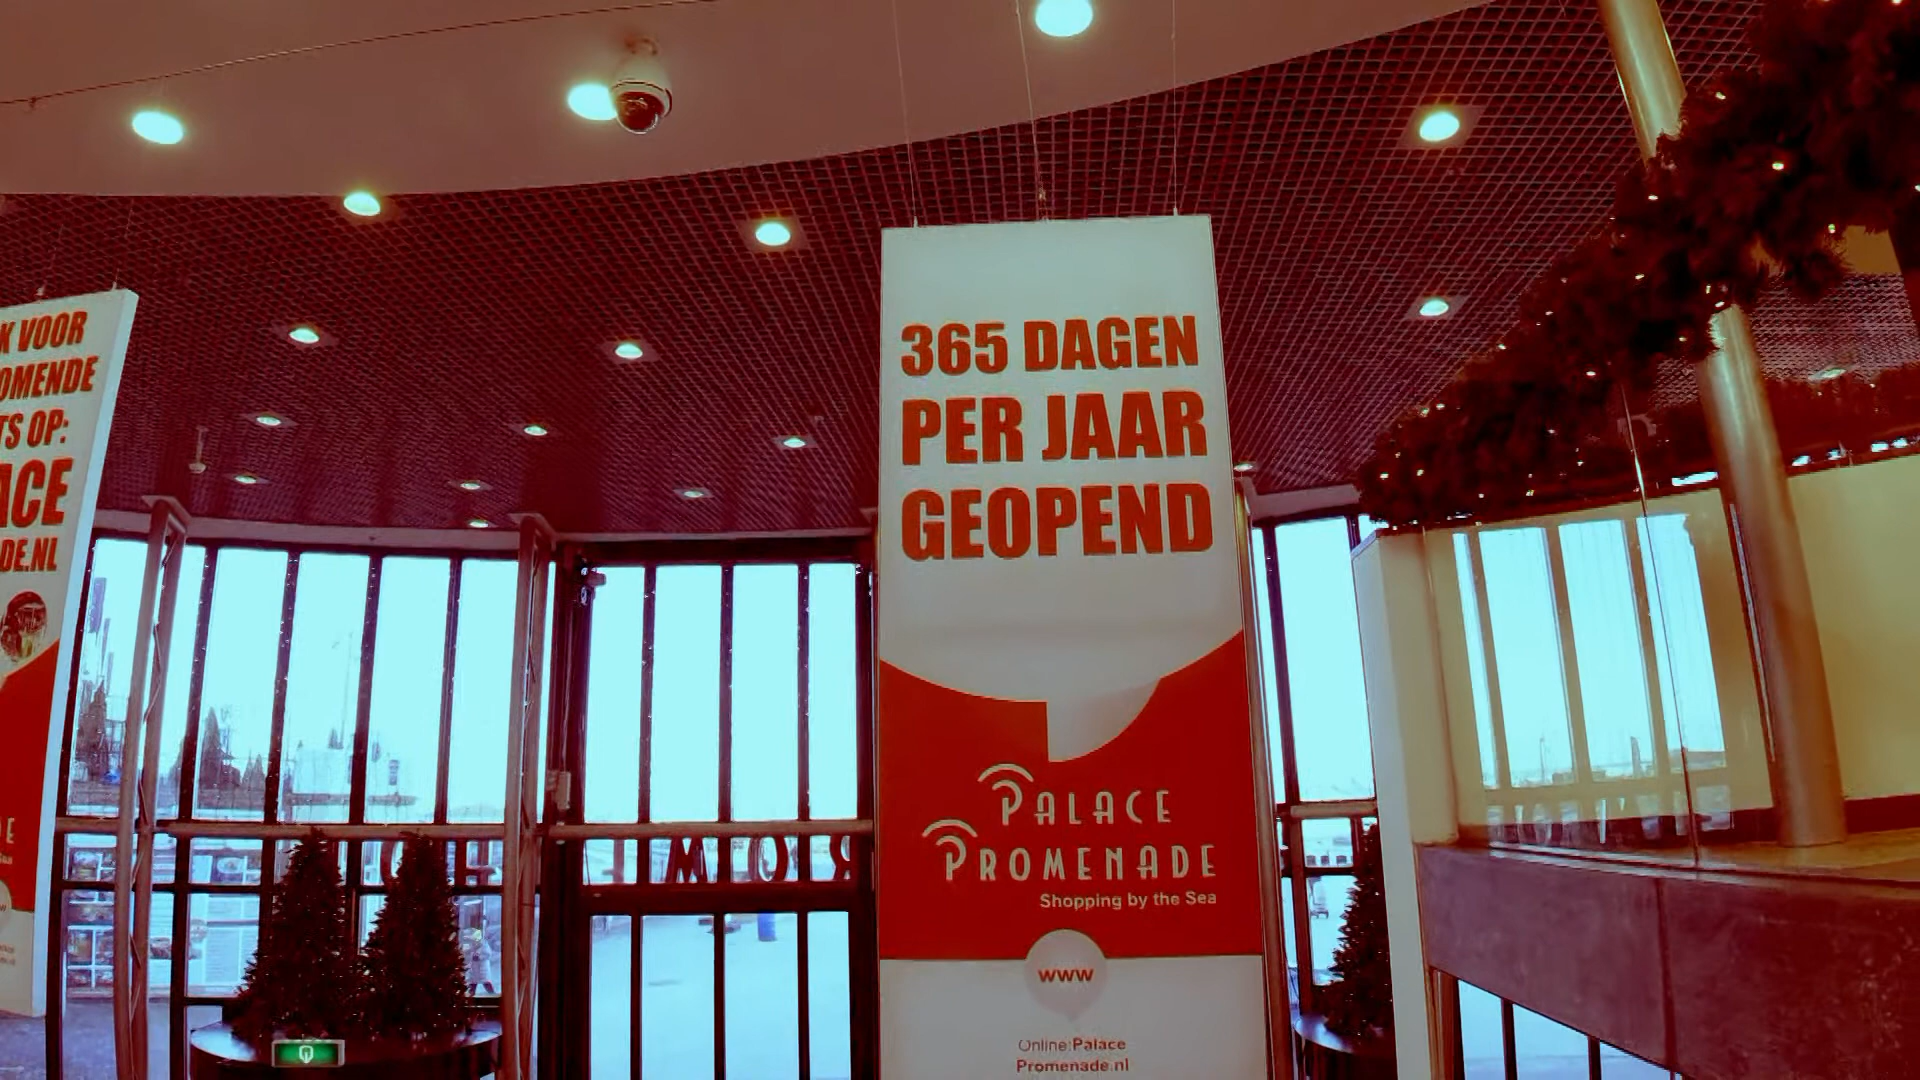 K VOOR
OMENDE
TS OP:
ACE
DE.NL
365 DAGEN
PER JAAR
GEOPEND
PALACE
PROMENADE
Shopping by the Sea
www
Online:Palace
Promenade.nl